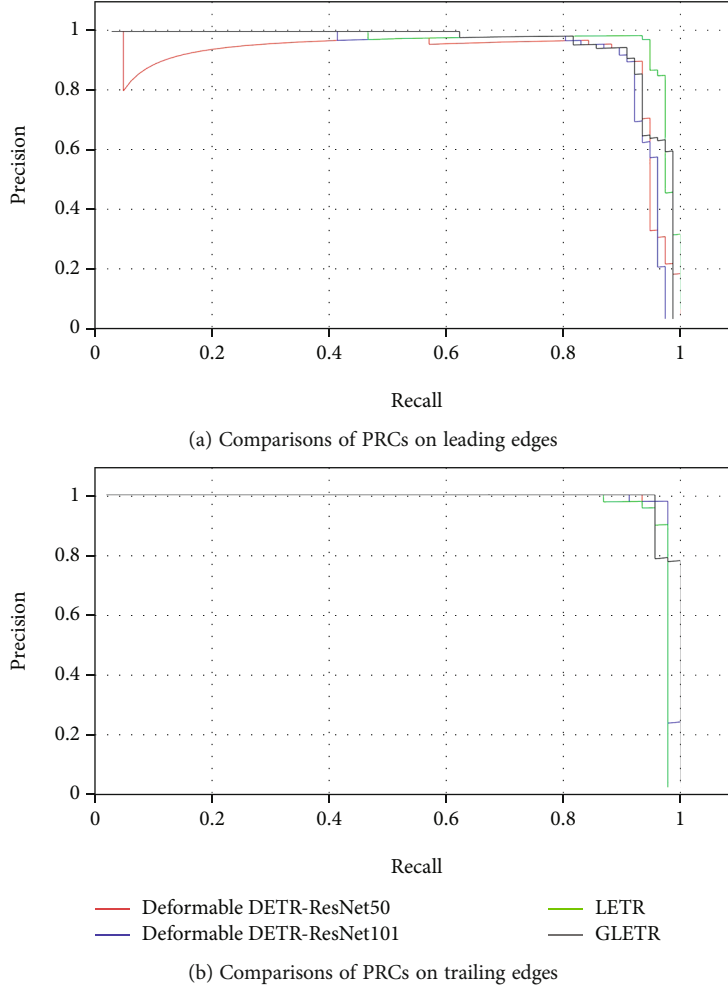 1
0.8
0.6
0.4
0.2
0
Precision
0 0.2 0.4 0.6 0.8 1
Recall
(a) Comparisons of PRCs on leading edges
1
0.8
0.6
0.4
0.2
0
Precision
0 0.2 0.4 0.6 0.8 1
Recall
Deformable DETR-ResNet50 LETR
Deformable DETR-ResNet101 GLETR
(b) Comparisons of PRCs on trailing edges